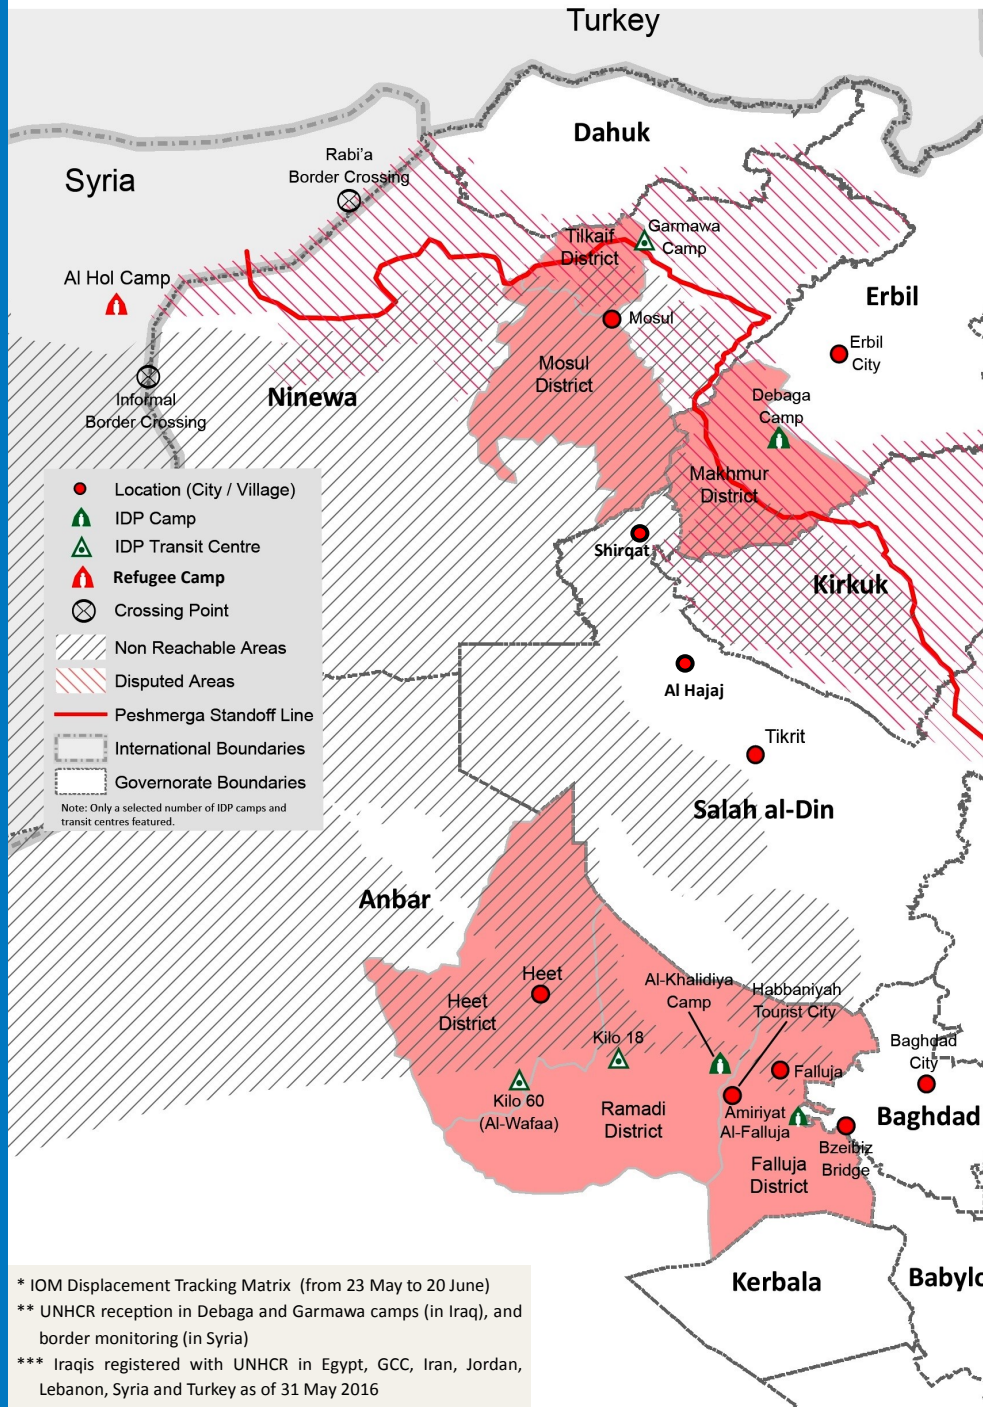 Turkey
Dahuk
Rabi'a
Border Crossing
Syria
Garmawa
Camp
Tilkaif
District
Al Hol Camp
Erbil
Mosul
Erbil
City
Mosul
District
Informal
Border Crossing
Ninewa
Debaga
Camp
Makhmur
District
Location (City / Village)
IDP Camp
IDP Transit Centre
Refugee Camp
Crossing Point
Non Reachable Areas
Disputed Areas
Peshmerga Standoff Line
International Boundaries
Governorate Boundaries
Note: Only a selected number of IDP camps and
transit centres featured.
Shirqat
Kirkuk
Al Hajaj
Tikrit
Salah al-Din
Anbar
Heet
Heet
District
Al-Khalidiya
Camp
Habbaniyah
Tourist City
Kilo 18
Baghdad
City
Falluja
Kilo 60
(Al-Wafaa)
Ramadi
District
Amiriyat
Al-Falluja
Baghdad
Bzeibiz
Bridge
Falluja
District
Kerbala
Babylo
* IOM Displacement Tracking Matrix (from 23 May to 20 June)
** UNHCR reception in Debaga and Garmawa camps (in Iraq), and
border monitoring (in Syria)
*** Iraqis registered with UNHCR in Egypt, GCC, Iran, Jordan,
Lebanon, Syria and Turkey as of 31 May 2016